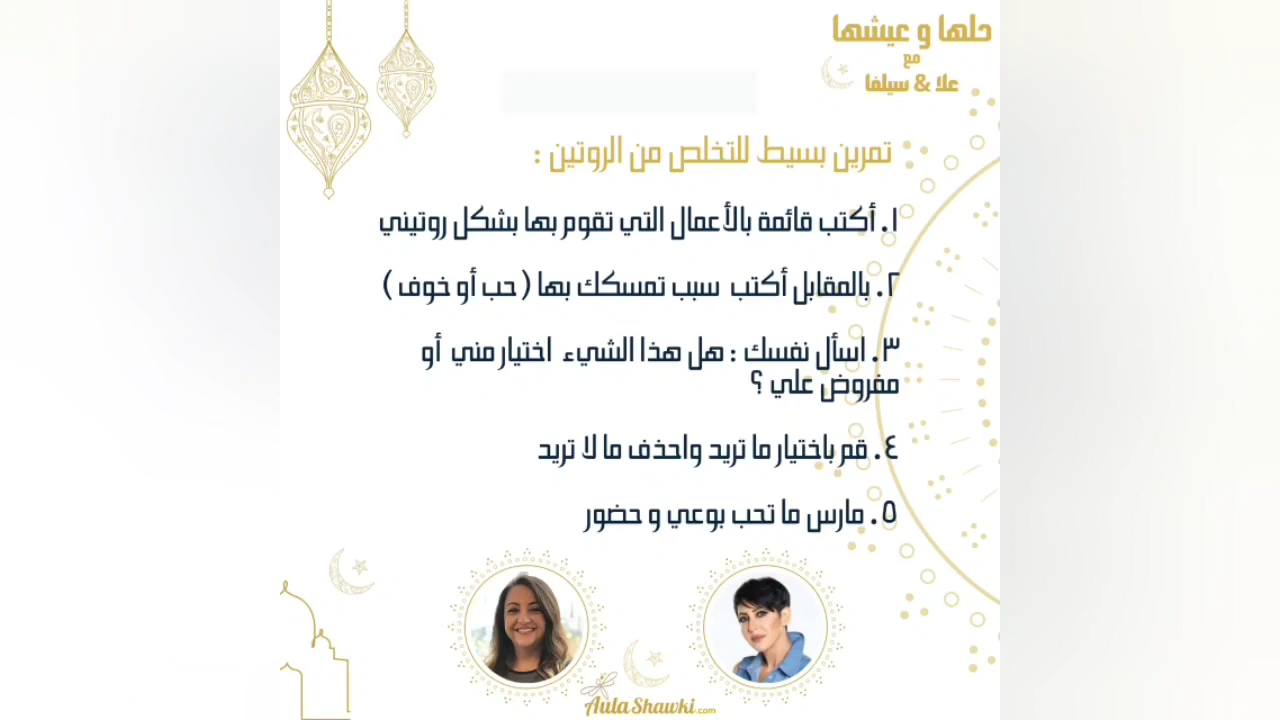 حلها و عيشها
مع
علا & سيلفا
تمرين بسيط للتخلص من الروتين :
١. أكتب قائمة بالأعمال التي تقوم بها بشكل روتيني
٢. بالمقابل أكتب سبب تمسكك بها ( حب أو خوف )
٣. اسأل نفسك : هل هذا الشيء اختيار مني أو
مفروض علي ؟
٤. قم باختيار ما تريد واحذف ما لا تريد
٥. مارس ما تحب بوعي و حضور
Aula Shawki.com